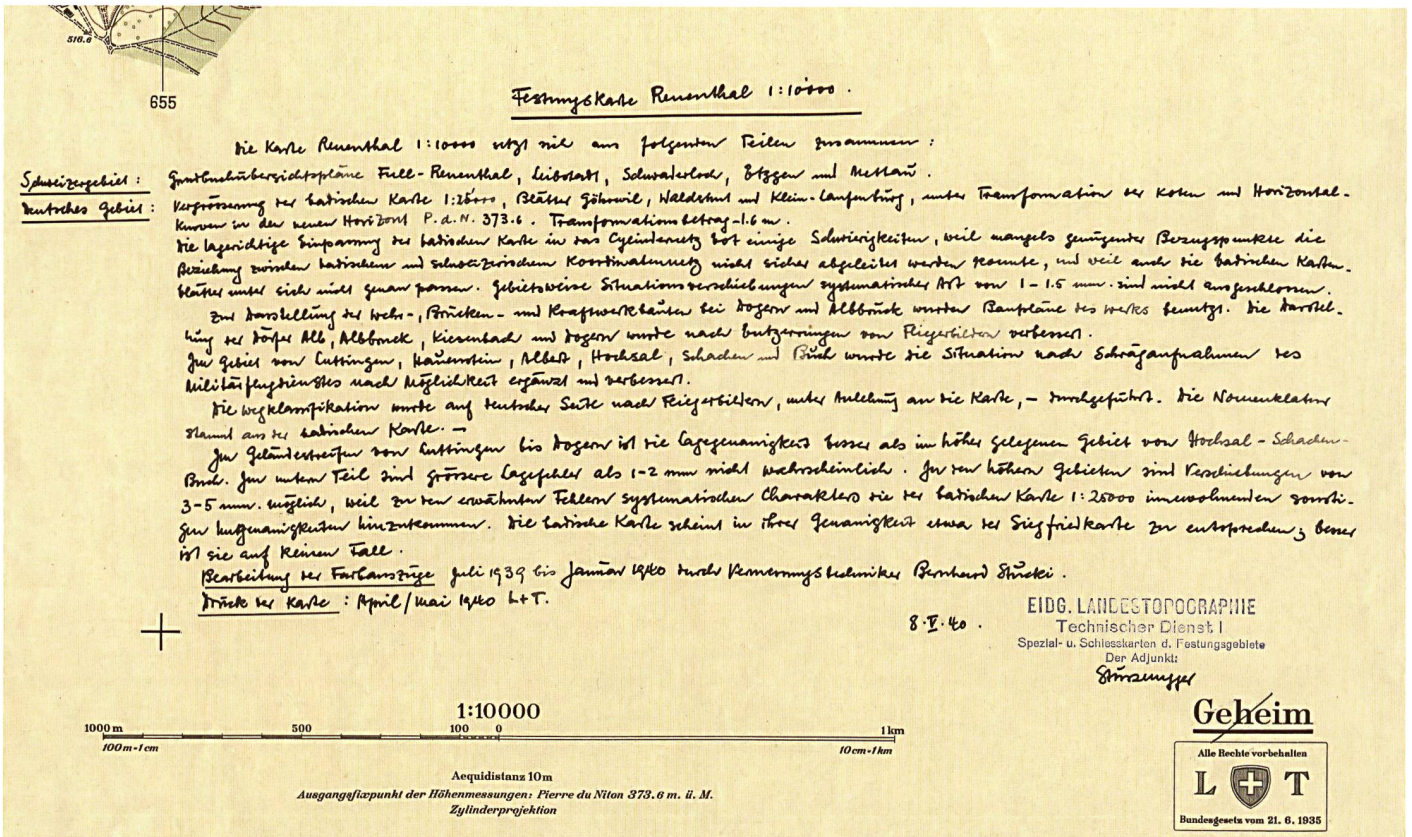 516.6
655
Festungskarte Reuenthal 1:10000.
Die Karte Reuenthal 1:10000 setzt sich aus folgenden Teilen zusammen:
Schweizergebiet: Grundbuchübersichtspläne Full-Reuenthal, Leibstadt, Schwaderloch, Etzgen und Mettau.
Deutsches Gebiet: Vergrösserung der badischen Karte 1:25000, Blätter Görwil, Waldshut und Klein-Laufenburg, unter Transformation der Koten und Horizontal-
kurven in den neuen Horizont P.d.N. 373.6. Transformationsbetrag -1.6 m.
Die lagerichtige Einpassung der badischen Karte in das Cylindernetz bot einige Schwierigkeiten, weil mangels genügender Bezugspunkte die
Beziehung zwischen badischem und schweizerischem Koordinatennetz nicht sicher abgeleitet werden konnte, und weil auch die badischen Karten-
blätter unter sich nicht genau passen. Gebietsweise Situationsverschiebungen systematischer Art von 1-1.5 mm. sind nicht ausgeschlossen.
Zur Darstellung der Wehr-, Brücken- und Kraftwerkbauten bei Dogern und Albbruck wurden Baupläne des Werks benutzt. Die Darstel-
lung der Dörfer Alb, Albbruck, Kiesenbach und Dogern wurde nach Entzerrungen von Fliegerbildern verbessert.
Im Gebiet von Luttingen, Hauenstein, Albert, Hochsal, Schachen und Buch wurde die Situation nach Schrägaufnahmen des
Militärflugdienstes nach Möglichkeit ergänzt und verbessert.
Die Wegklassifikation wurde auf deutscher Seite nach Fliegerbildern, unter Anlehnung an die Karte, – durchgeführt. Die Nomenklatur
stammt aus der badischen Karte. –
Im Geländestreifen von Luttingen bis Dogern ist die Lagegenauigkeit besser als im höher gelegenen Gebiet von Hochsal-Schachen-
Buch. Im untern Teil sind grössere Lagefehler als 1-2 mm nicht wahrscheinlich. In den höhern Gebieten sind Verschiebungen von
3-5 mm. möglich, weil zu den erwähnten Fehlern systematischen Charakters die der badischen Karte 1:25000 innewohnenden sonsti-
gen Ungenauigkeiten hinzukommen. Die badische Karte scheint in ihrer Genauigkeit etwa der Siegfriedkarte zu entsprechen; besser
ist sie auf keinen Fall.
Bearbeitung der Farbauszüge Juli 1939 bis Januar 1940 durch Vermessungstechniker Bernhard Stucki.
Druck der Karte: April/Mai 1940 L+T.
8.V.40.
EIDG. LANDESTOPOGRAPHIE
Technischer Dienst I
Spezial- u. Schiesskarten d. Festungsgebiete
Der Adjunkt:
Sturzenegger
1:10000
1000 m 500 100 0 1 km
100 m = 1 cm 10 cm = 1 km
Aequidistanz 10 m
Ausgangsfixpunkt der Höhenmessungen: Pierre du Niton 373.6 m. ü. M.
Zylinderprojektion
Geheim
Alle Rechte vorbehalten
L T
Bundesgesetz vom 21. 6. 1935